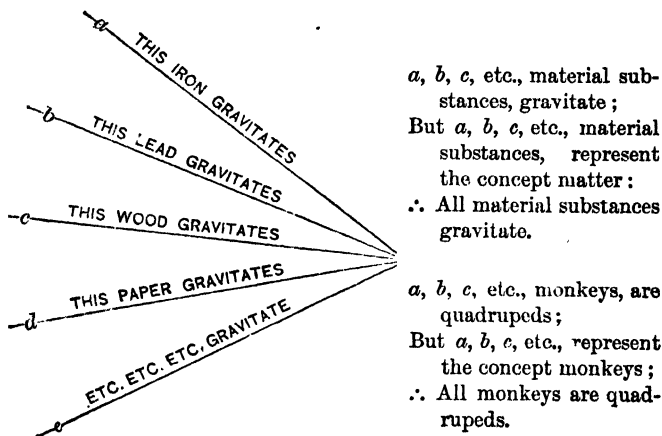 a THIS IRON GRAVITATES
b THIS LEAD GRAVITATES
c THIS WOOD GRAVITATES
d THIS PAPER GRAVITATES
e ETC. ETC. ETC, GRAVITATE
a, b, c, etc., material sub-
stances, gravitate ;
But a, b, c, etc., material
substances, represent
the concept matter :
∴ All material substances
gravitate.
a, b, c, etc., monkeys, are
quadrupeds ;
But a, b, c, etc., represent
the concept monkeys ;
∴ All monkeys are quad-
rupeds.